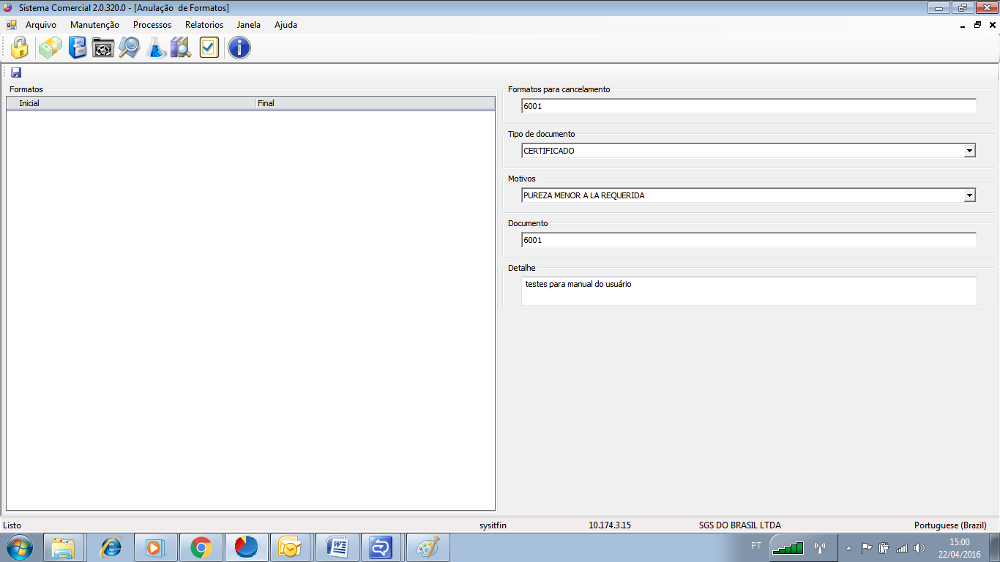 Sistema Comercial 2.0.320.0 - [Anulação  de Formatos]
Arquivo Manutenção Processos Relatorios Janela Ajuda
Formatos
Inicial Final
Formatos para cancelamento
6001
Tipo de documento
CERTIFICADO
Motivos
PUREZA MENOR A LA REQUERIDA
Documento
6001
Detalhe
testes para manual do usuário
Listo sysitfin 10.174.3.15 SGS DO BRASIL LTDA Portuguese (Brazil)
PT 15:00
22/04/2016